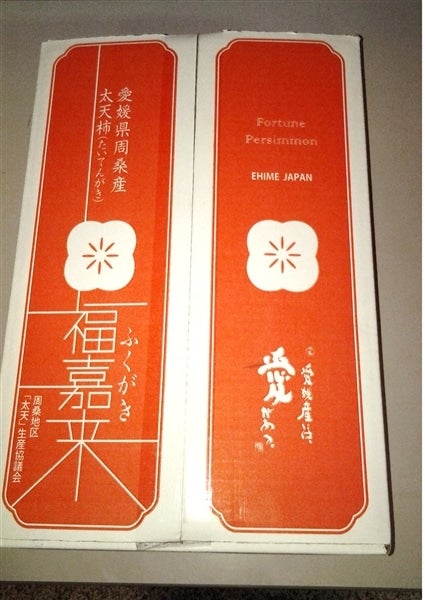 愛媛県周桑産
太天柿(たいてんがき)
ふくがき
福嘉来
周桑地区
「太天」生産協議会
Fortune
Persimmon
EHIME JAPAN
愛媛産には、
愛がある。